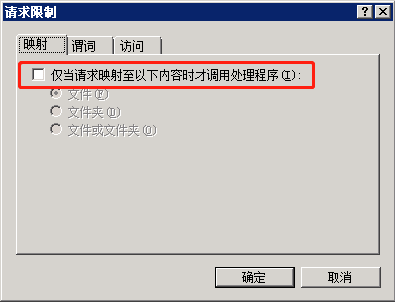 请求限制
映射 谓词 访问
仅当请求映射至以下内容时才调用处理程序(I):
文件(F)
文件夹(D)
文件或文件夹(O)
确定 取消